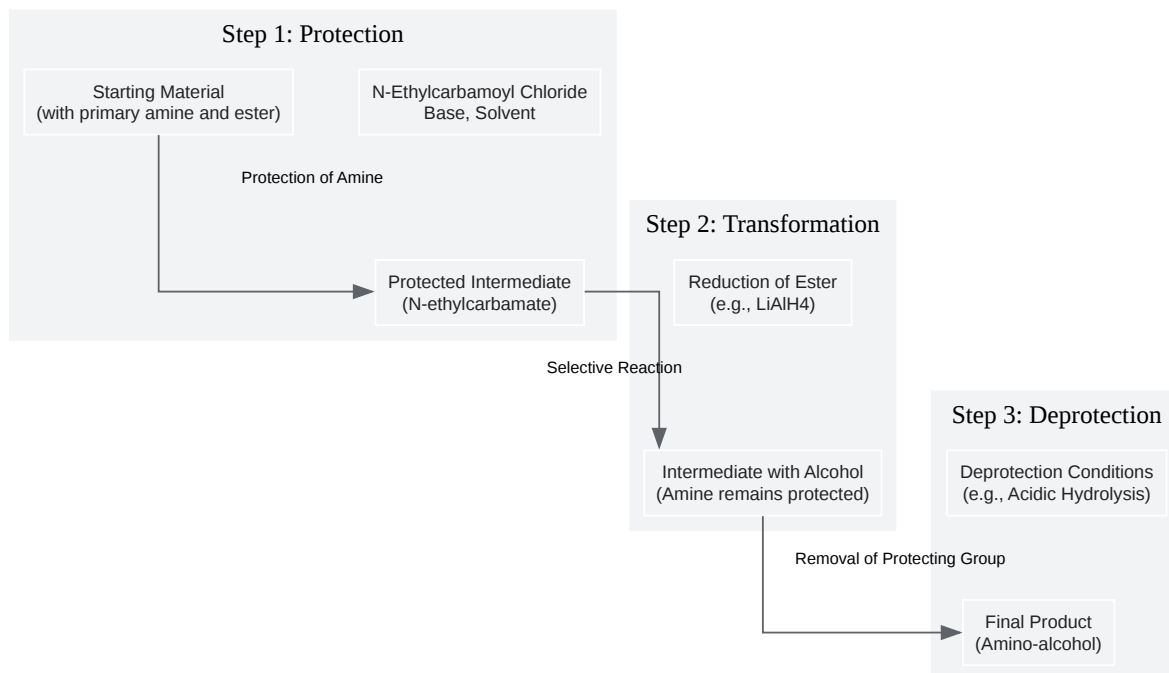 Step 1: Protection
Starting Material
(with primary amine and ester)
N-Ethylcarbamoyl Chloride
Base, Solvent
Protection of Amine
Protected Intermediate
(N-ethylcarbamate)
Step 2: Transformation
Reduction of Ester
(e.g., LiAlH4)
Selective Reaction
Intermediate with Alcohol
(Amine remains protected)
Step 3: Deprotection
Deprotection Conditions
(e.g., Acidic Hydrolysis)
Removal of Protecting Group
Final Product
(Amino-alcohol)